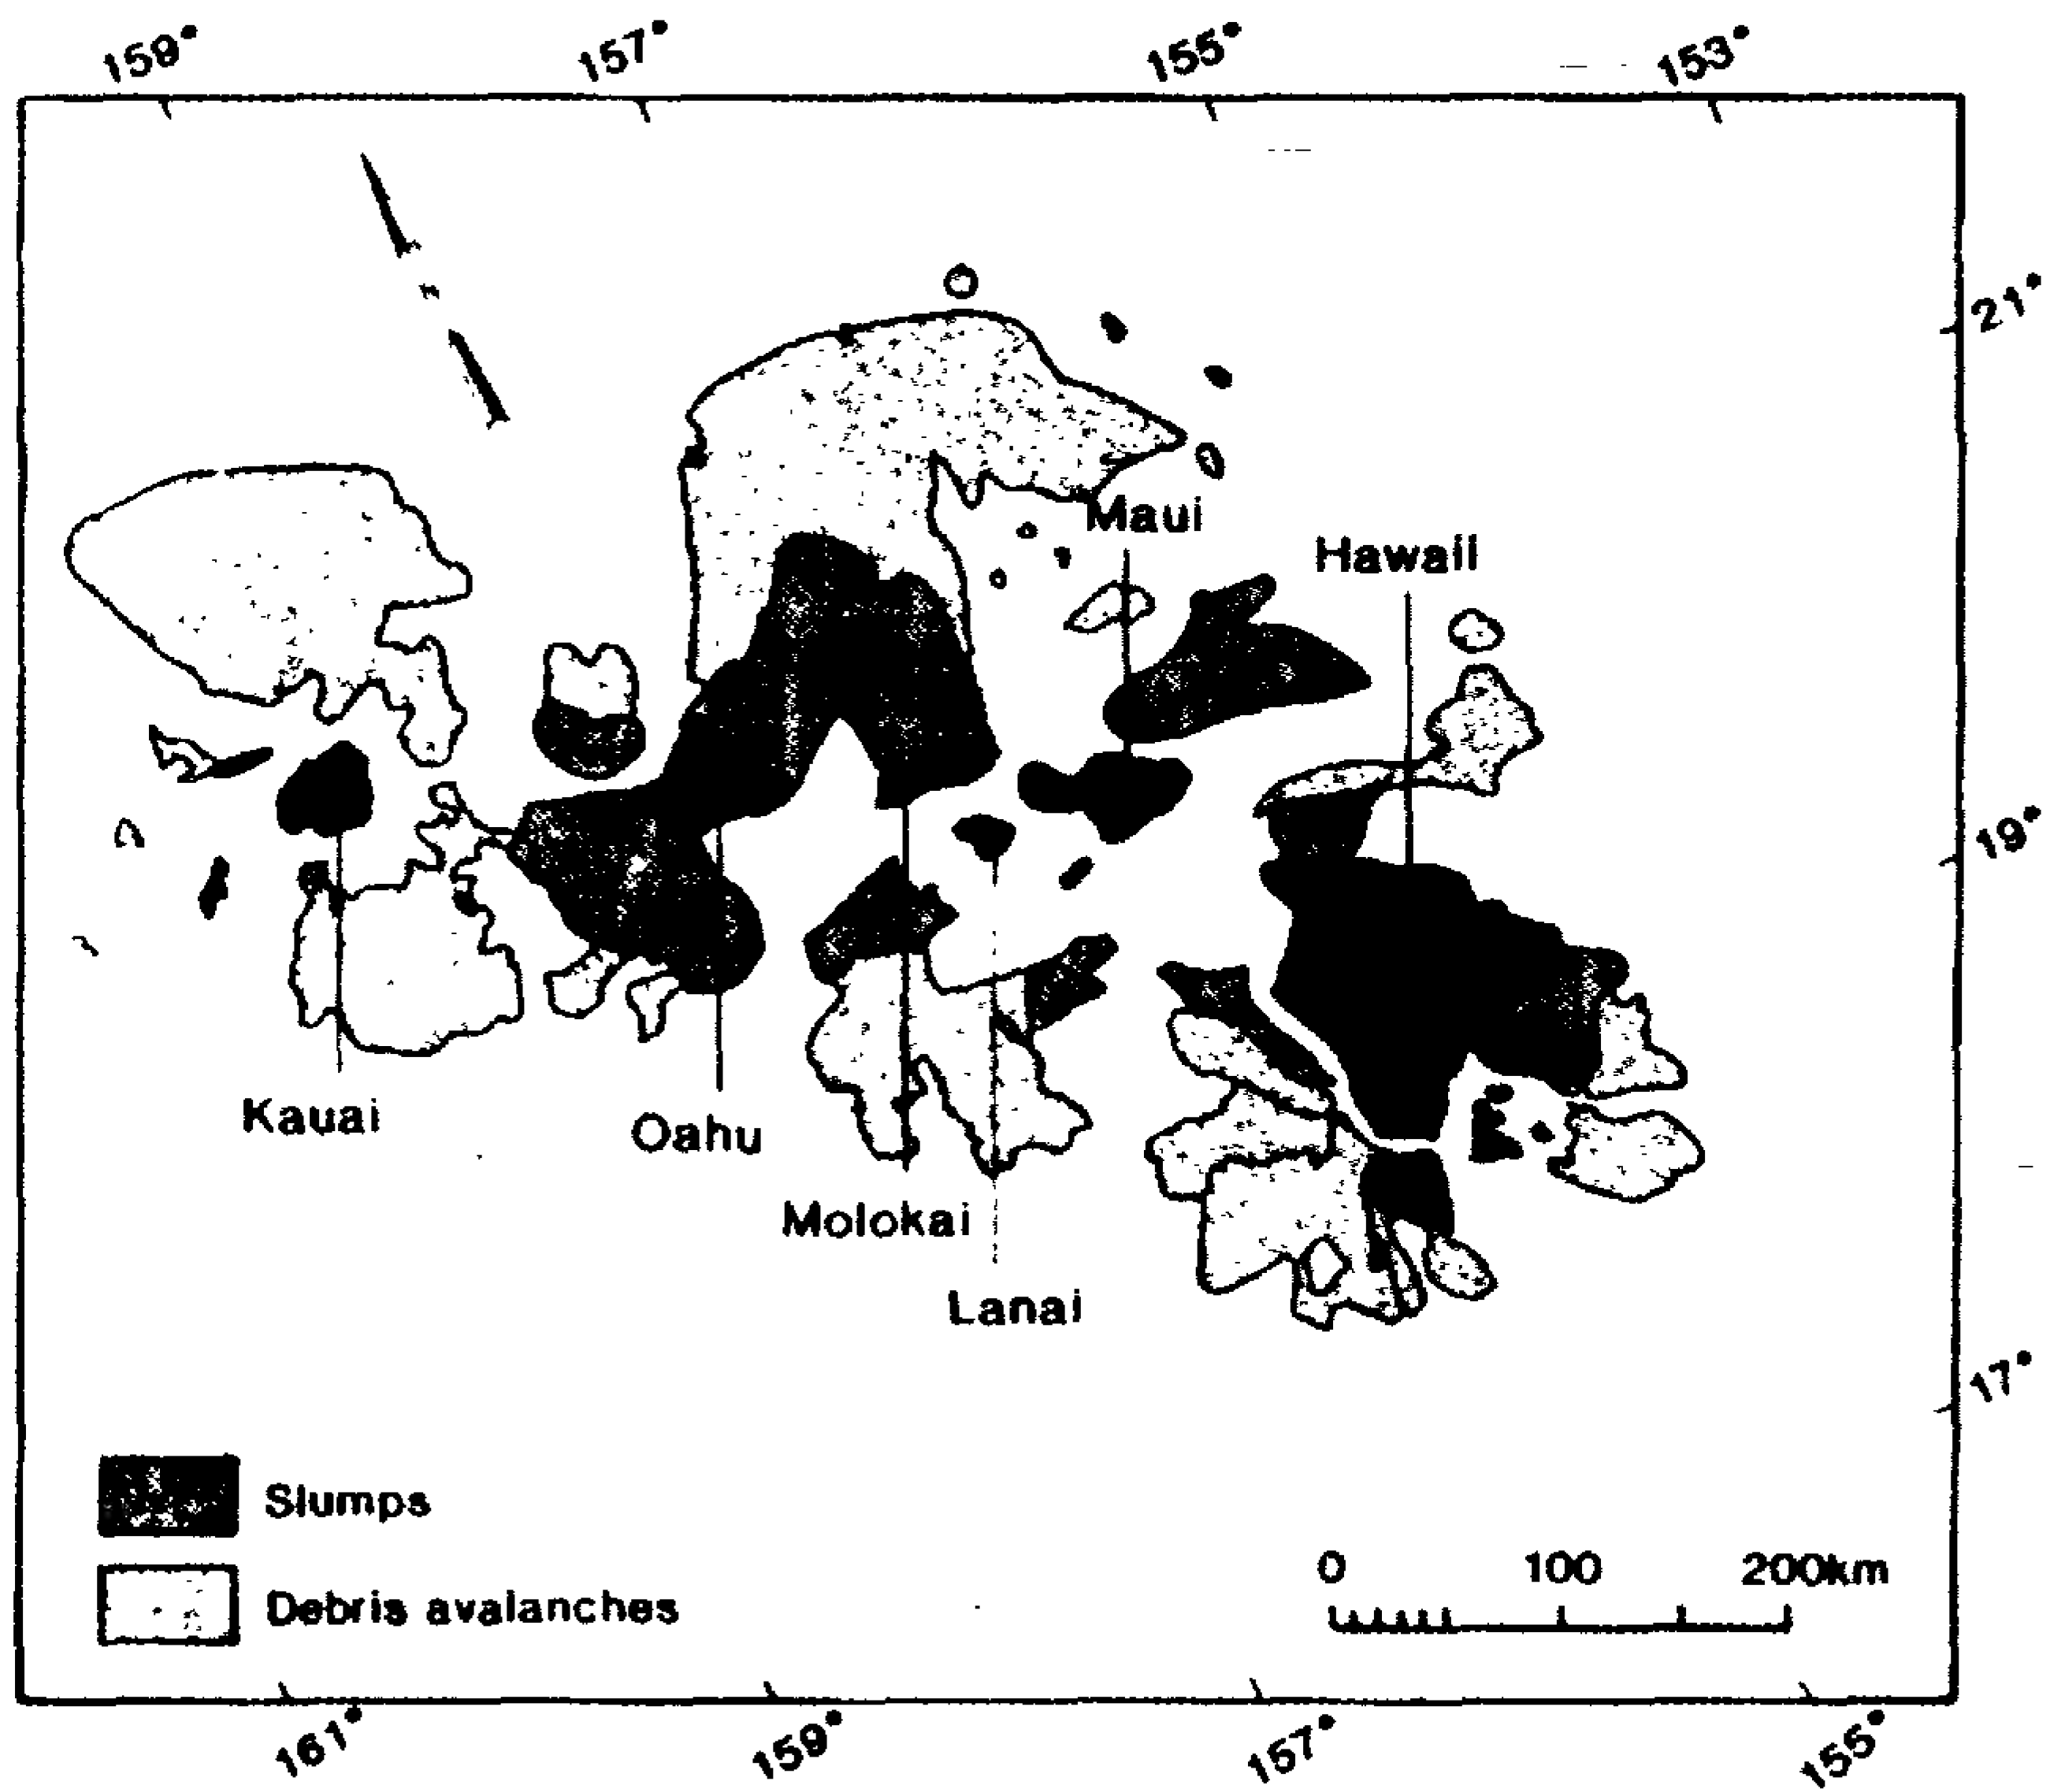 159°
157°
155°
153°
21°
Maui
Hawaii
19°
Kauai
Oahu
Molokai
Lanai
17°
Slumps
Debris avalanches
0 100 200km
161°
159°
157°
155°